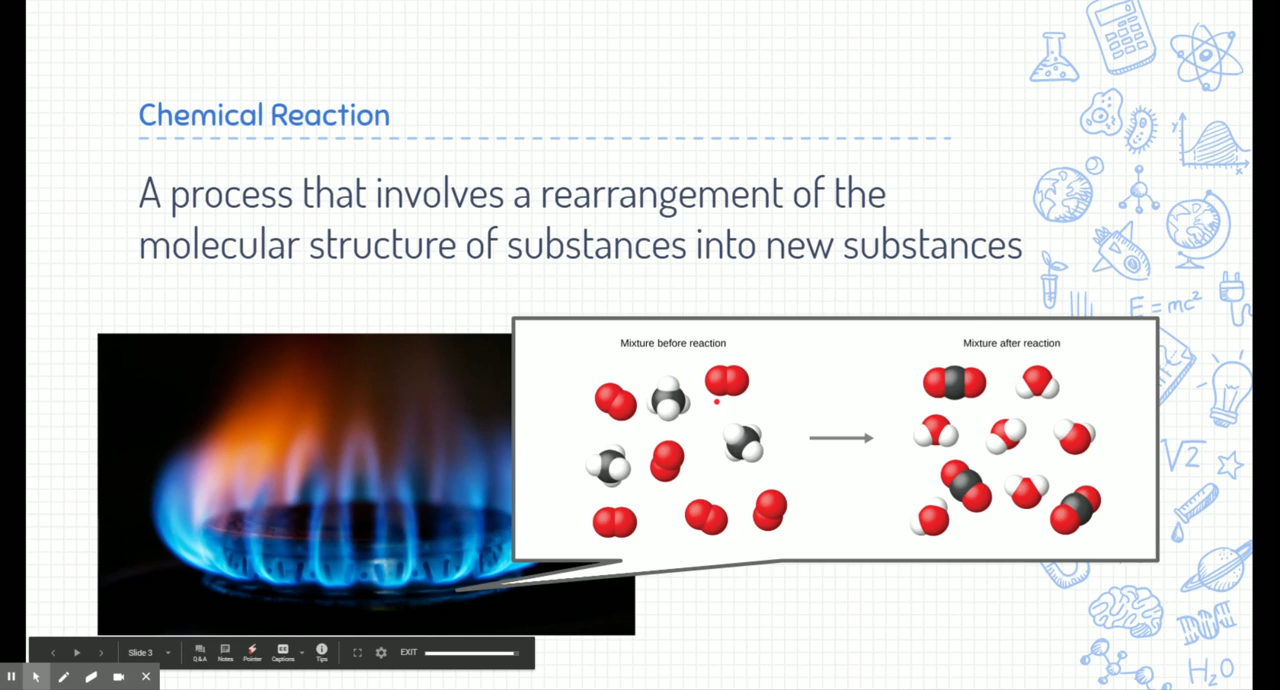 Chemical Reaction
A process that involves a rearrangement of the
molecular structure of substances into new substances
Mixture before reaction
Mixture after reaction
y
x
E = mc²
√2
H₂O
Slide 3
Q&A
Notes
Pointer
Captions
Tips
EXIT